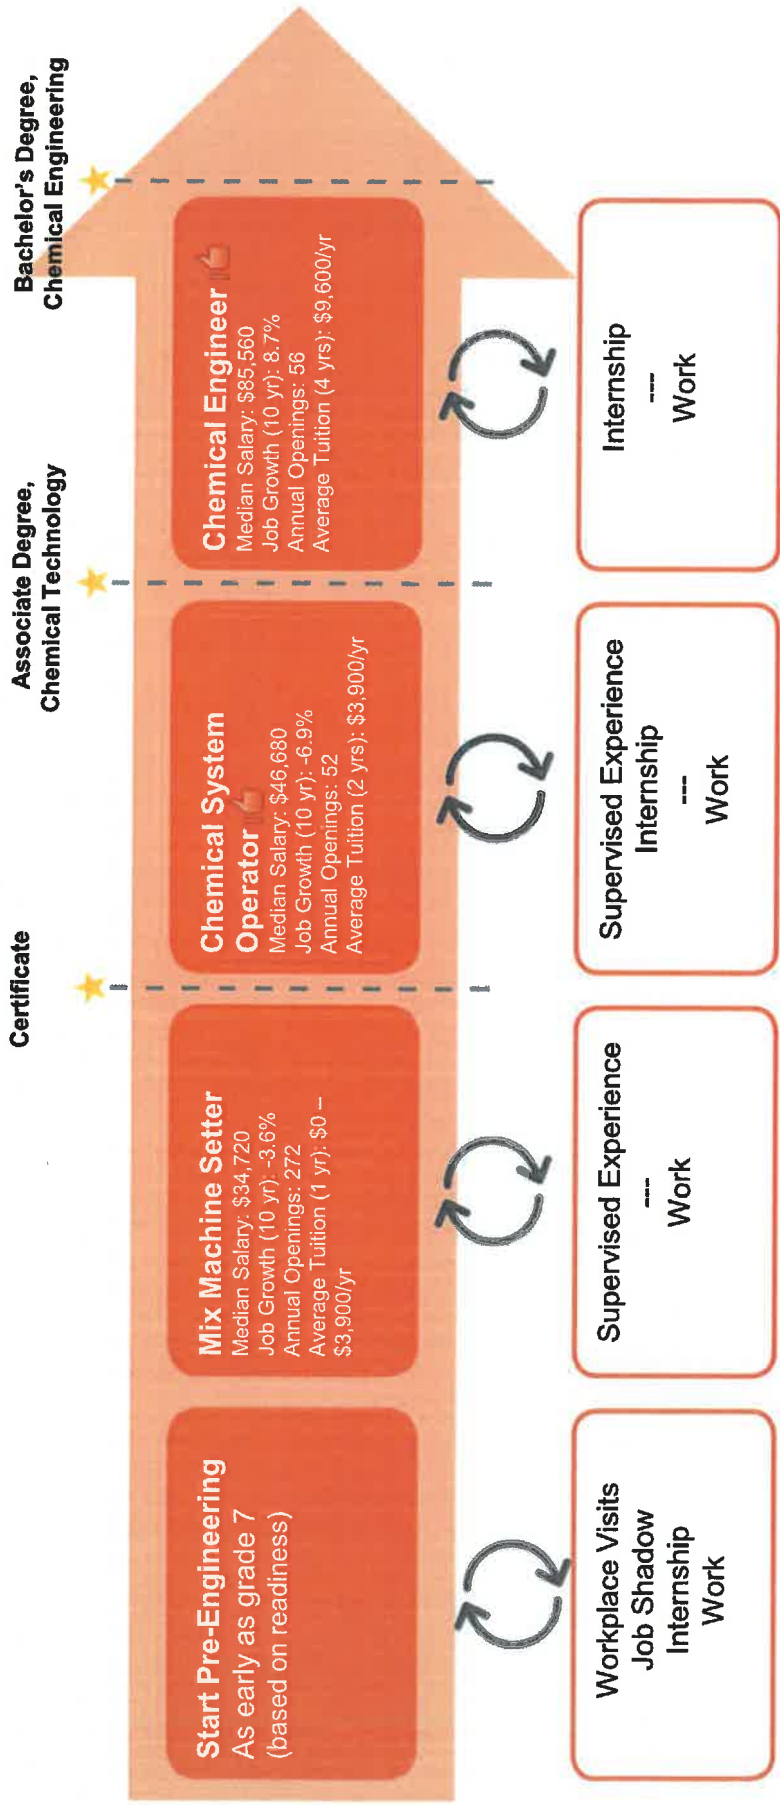 Certificate
Associate Degree,
Chemical Technology
Bachelor's Degree,
Chemical Engineering
Start Pre-Engineering
As early as grade 7
(based on readiness)
Mix Machine Setter
Median Salary: $34,720
Job Growth (10 yr): -3.6%
Annual Openings: 272
Average Tuition (1 yr): $0 –
$3,900/yr
Chemical System
Operator
Median Salary: $46,680
Job Growth (10 yr): -6.9%
Annual Openings: 52
Average Tuition (2 yrs): $3,900/yr
Chemical Engineer
Median Salary: $85,560
Job Growth (10 yr): 8.7%
Annual Openings: 56
Average Tuition (4 yrs): $9,600/yr
Workplace Visits
Job Shadow
Internship
Work
Supervised Experience
---
Work
Supervised Experience
Internship
---
Work
Internship
---
Work